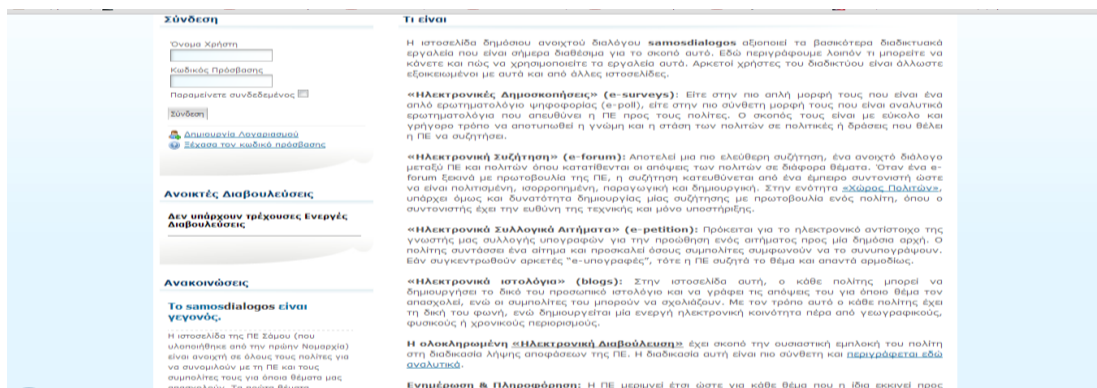 Σύνδεση
Όνομα Χρήστη
Κωδικός Πρόσβασης
Παραμείνετε συνδεδεμένος
Σύνδεση
Δημιουργία Λογαριασμού
Ξέχασα τον κωδικό πρόσβασης
Ανοικτές Διαβουλεύσεις
Δεν υπάρχουν τρέχουσες Ενεργές
Διαβουλεύσεις
Ανακοινώσεις
Το samosdialogos είναι
γεγονός.
Η ιστοσελίδα της ΠΕ Σάμου (που
υλοποιήθηκε από την πρώην Νομαρχία)
είναι ανοιχτή σε όλους τους πολίτες για
να συνομιλούν με τη ΠΕ και τους
συμπολίτες τους για όποια θέματα μας
Τι είναι
Η ιστοσελίδα δημόσιου ανοιχτού διαλόγου samosdialogos αξιοποιεί τα βασικότερα διαδικτυακά
εργαλεία που είναι σήμερα διαθέσιμα για το σκοπό αυτό. Εδώ περιγράφουμε λοιπόν τι μπορείτε να
κάνετε και πώς να χρησιμοποιείτε τα εργαλεία αυτά. Αρκετοί χρήστες του διαδικτύου είναι άλλωστε
εξοικειωμένοι με αυτά και από άλλες ιστοσελίδες.
«Ηλεκτρονικές Δημοσκοπήσεις» (e-surveys): Είτε στην πιο απλή μορφή τους που είναι ένα
απλό ερωτηματολόγιο ψηφοφορίας (e-poll), είτε στην πιο σύνθετη μορφή τους που είναι αναλυτικά
ερωτηματολόγια που απευθύνει η ΠΕ προς τους πολίτες. Ο σκοπός τους είναι με εύκολο και
γρήγορο τρόπο να αποτυπωθεί η γνώμη και η στάση των πολιτών σε πολιτικές ή δράσεις που θέλει
η ΠΕ να συζητήσει.
«Ηλεκτρονική Συζήτηση» (e-forum): Αποτελεί μια πιο ελεύθερη συζήτηση, ένα ανοιχτό διάλογο
μεταξύ ΠΕ και πολιτών όπου κατατίθενται οι απόψεις των πολιτών σε διάφορα θέματα. Όταν ένα e-
forum ξεκινά με πρωτοβουλία της ΠΕ, η συζήτηση κατευθύνεται από ένα έμπειρο συντονιστή ώστε
να είναι πολιτισμένη, ισορροπημένη, παραγωγική και δημιουργική. Στην ενότητα «Χώρος Πολιτών»,
υπάρχει όμως και δυνατότητα δημιουργίας μίας συζήτησης με πρωτοβουλία ενός πολίτη, όπου ο
συντονιστής έχει την ευθύνη της τεχνικής και μόνο υποστήριξης.
«Ηλεκτρονικά Συλλογικά Αιτήματα» (e-petition): Πρόκειται για το ηλεκτρονικό αντίστοιχο της
γνωστής μας συλλογής υπογραφών για την προώθηση ενός αιτήματος προς μία δημόσια αρχή. Ο
πολίτης συντάσσει ένα αίτημα και προσκαλεί όσους συμπολίτες συμφωνούν να το συνυπογράψουν.
Εάν συγκεντρωθούν αρκετές "e-υπογραφές", τότε η ΠΕ συζητά το θέμα και απαντά αρμοδίως.
«Ηλεκτρονικά ιστολόγια» (blogs): Στην ιστοσελίδα αυτή, ο κάθε πολίτης μπορεί να
δημιουργήσει το δικό του προσωπικό ιστολόγιο και να γράφει τις απόψεις του για όποιο θέμα τον
απασχολεί, ενώ οι συμπολίτες του μπορούν να σχολιάζουν. Με τον τρόπο αυτό ο κάθε πολίτης έχει
τη δική του φωνή, ενώ δημιουργείται μία ενεργή ηλεκτρονική κοινότητα πέρα από γεωγραφικούς,
φυσικούς ή χρονικούς περιορισμούς.
Η ολοκληρωμένη «Ηλεκτρονική Διαβούλευση» έχει σκοπό την ουσιαστική εμπλοκή του πολίτη
στη διαδικασία λήψης αποφάσεων της ΠΕ. Η διαδικασία αυτή είναι πιο σύνθετη και περιγράφεται εδώ
αναλυτικά.
Ενημέρωση & Πληροφόρηση: Η ΠΕ μεριμνεί έτσι ώστε για κάθε θέμα που η ίδια εκκινεί προς